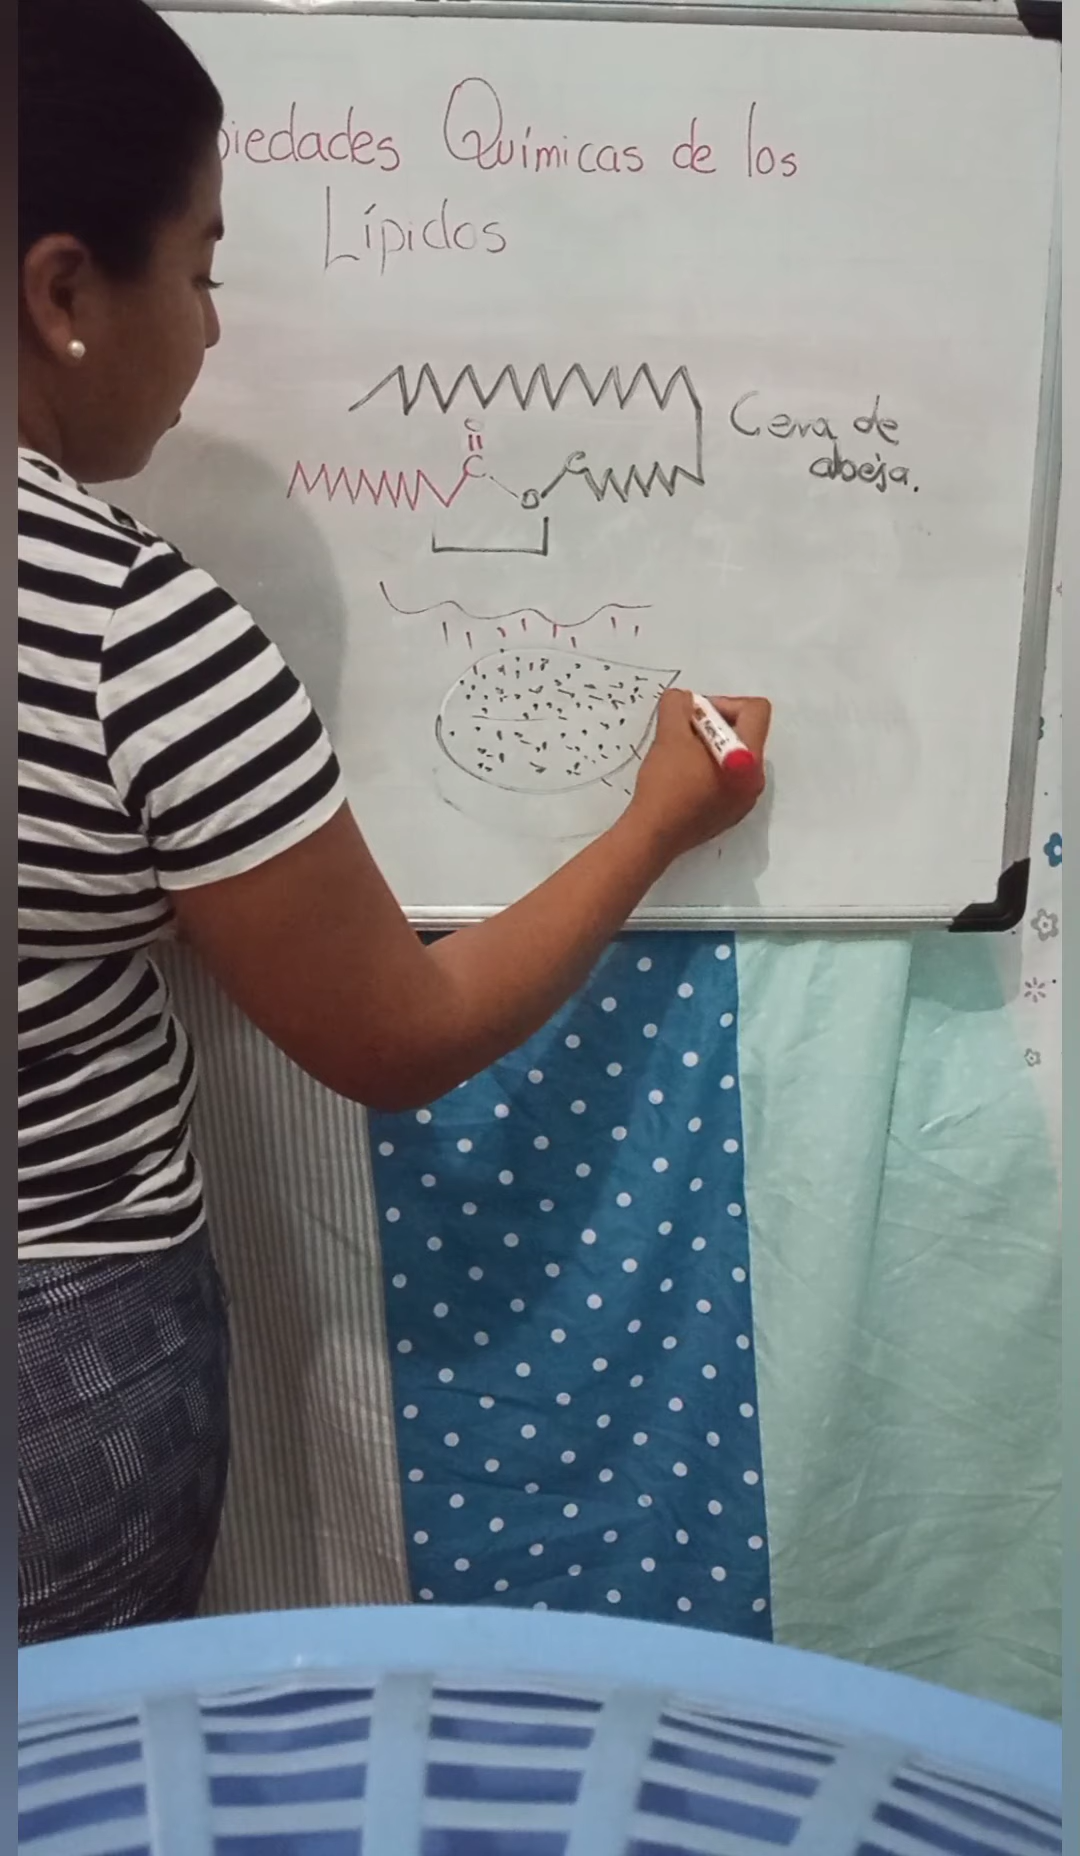 piedades Químicas de los
Lípidos
O
C
C
O
Cera de
abeja.